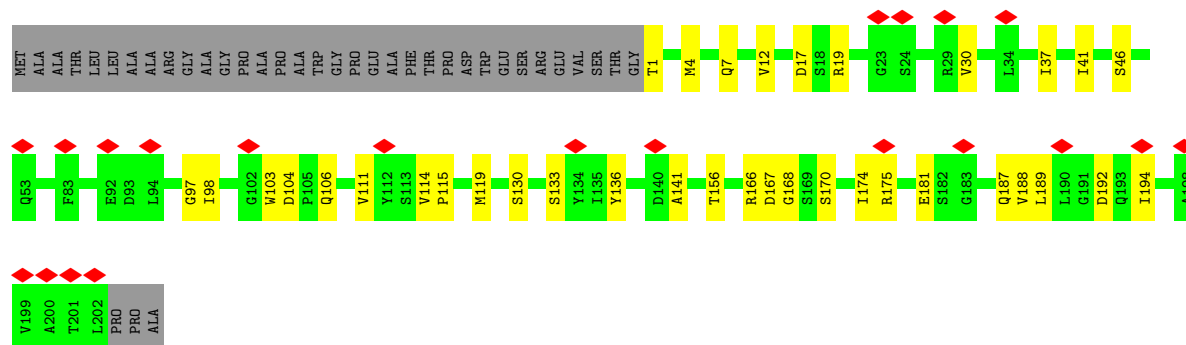 MET ALA ALA THR LEU LEU ALA ALA ARG GLY ALA GLY PRO ALA PRO ALA TRP GLY PRO GLU ALA PHE THR PRO ASP TRP GLU SER ARG GLU VAL SER THR GLY T1 M4 Q7 V12 D17 S18 R19 G23 S24 R29 V30 L34 I37 I41 S46
Q53 F83 E92 D93 L94 G97 I98 G102 W103 D104 P105 Q106 V111 Y112 S113 V114 P115 M119 S130 S133 Y134 I135 Y136 D140 A141 T156 R166 D167 G168 S169 S170 I174 R175 E181 S182 G183 Q187 V188 L189 L190 G191 D192 Q193 I194
V199 A200 T201 L202 PRO PRO ALA